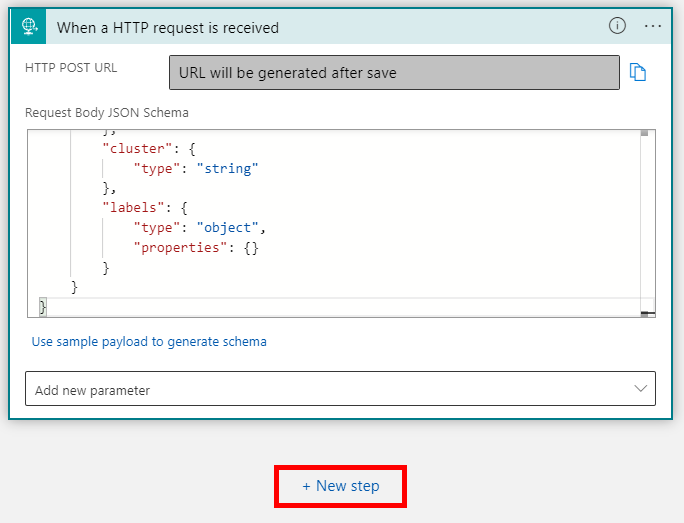 When a HTTP request is received
HTTP POST URL
URL will be generated after save
Request Body JSON Schema
},
"cluster": {
"type": "string"
},
"labels": {
"type": "object",
"properties": {}
}
}
}
Use sample payload to generate schema
Add new parameter
+ New step